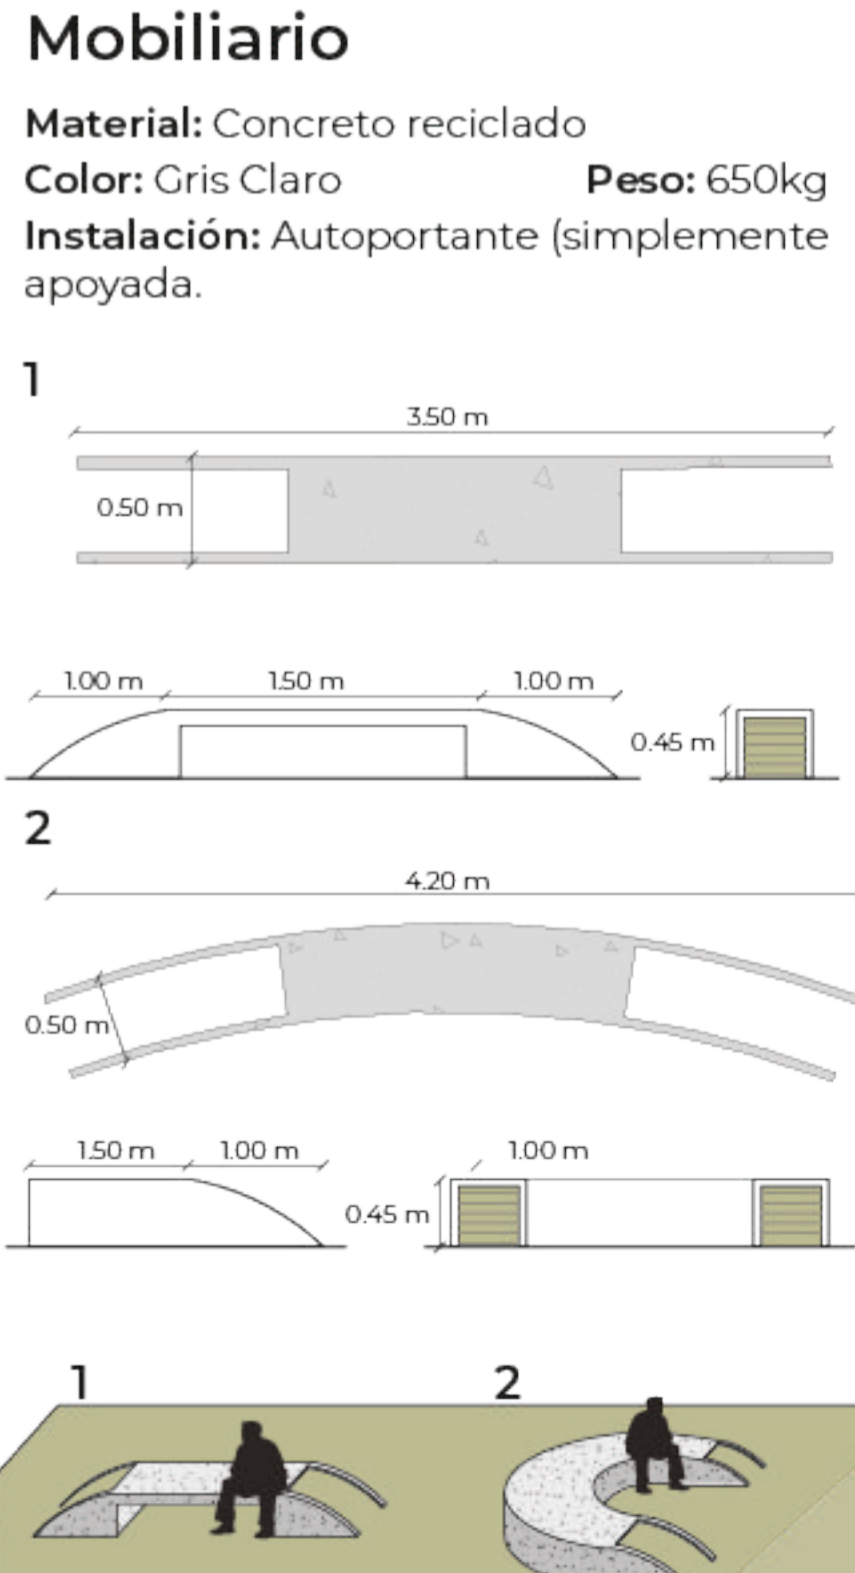 Mobiliario
Material: Concreto reciclado
Color: Gris Claro Peso: 650kg
Instalación: Autoportante (simplemente
apoyada.
1
3.50 m
0.50 m
1.00 m 1.50 m 1.00 m
0.45 m
2
4.20 m
0.50 m
1.50 m 1.00 m 1.00 m
0.45 m
1 2